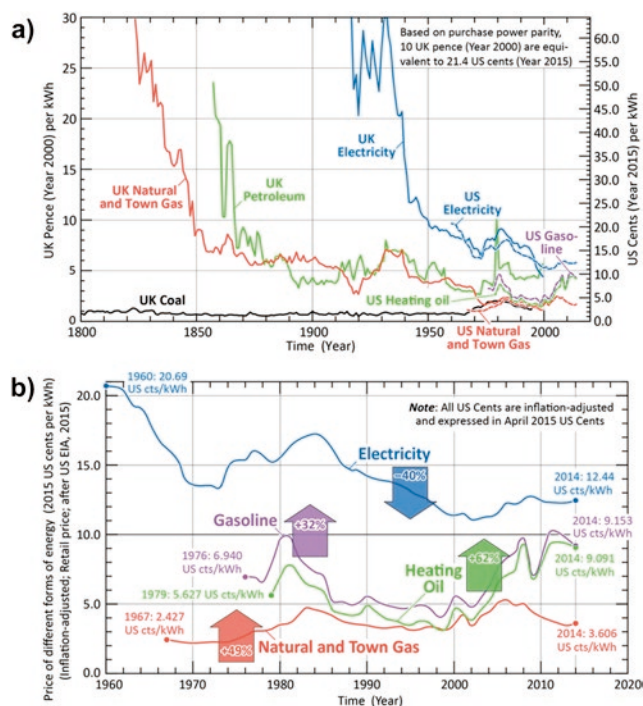 a)
UK Pence (Year 2000) per kWh
30
25
20
15
10
5
0
Based on purchase power parity,
10 UK pence (Year 2000) are equi-
valent to 21.4 US cents (Year 2015)
60.0
55.0
50.0
45.0
40.0
35.0
30.0
25.0
20.0
15.0
10.0
5.0
0.0
US Cents (Year 2015) per kWh
UK Natural
and Town Gas
UK
Petroleum
UK
Electricity
US
Electricity
US Gaso-
line
US Heating oil
UK Coal
US Natural
and Town Gas
1800
1850
1900
1950
2000
Time (Year)
b)
Price of different forms of energy (2015 US cents per kWh)
(Inflation-adjusted; Retail price; after US EIA, 2015)
20.0
15.0
10.0
5.0
0.0
1960: 20.69
US cts/kWh
Note: All US Cents are inflation-adjusted
and expressed in April 2015 US Cents
Electricity
-40%
2014: 12.44
US cts/kWh
Gasoline
+32%
1976: 6.940
US cts/kWh
2014: 9.153
US cts/kWh
+62%
Heating
Oil
2014: 9.091
US cts/kWh
1979: 5.627 US cts/kWh
1967: 2.427
US cts/kWh
+49%
Natural and Town Gas
2014: 3.606
US cts/kWh
1960
1970
1980
1990
2000
2010
2020
Time (Year)